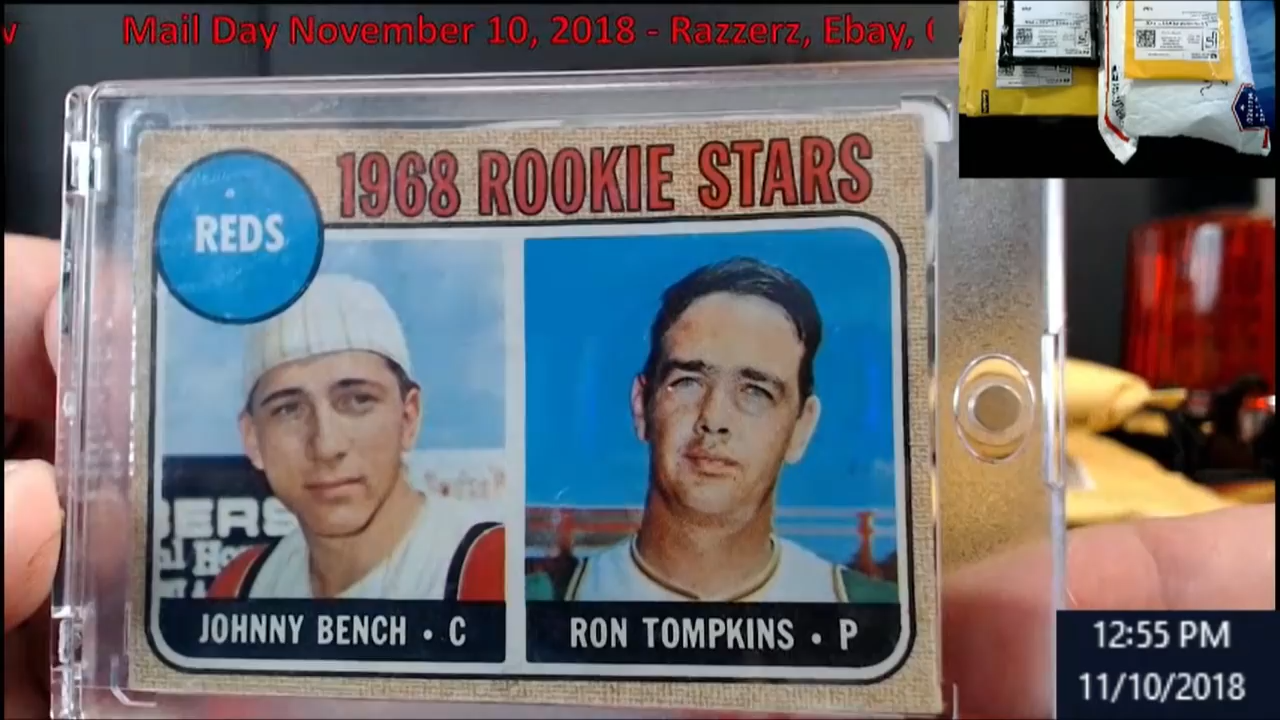 Mail Day November 10, 2018 - Razzerz, Ebay,
1968 ROOKIE STARS
REDS
BERS
JOHNNY BENCH • C
RON TOMPKINS • P
12:55 PM
11/10/2018